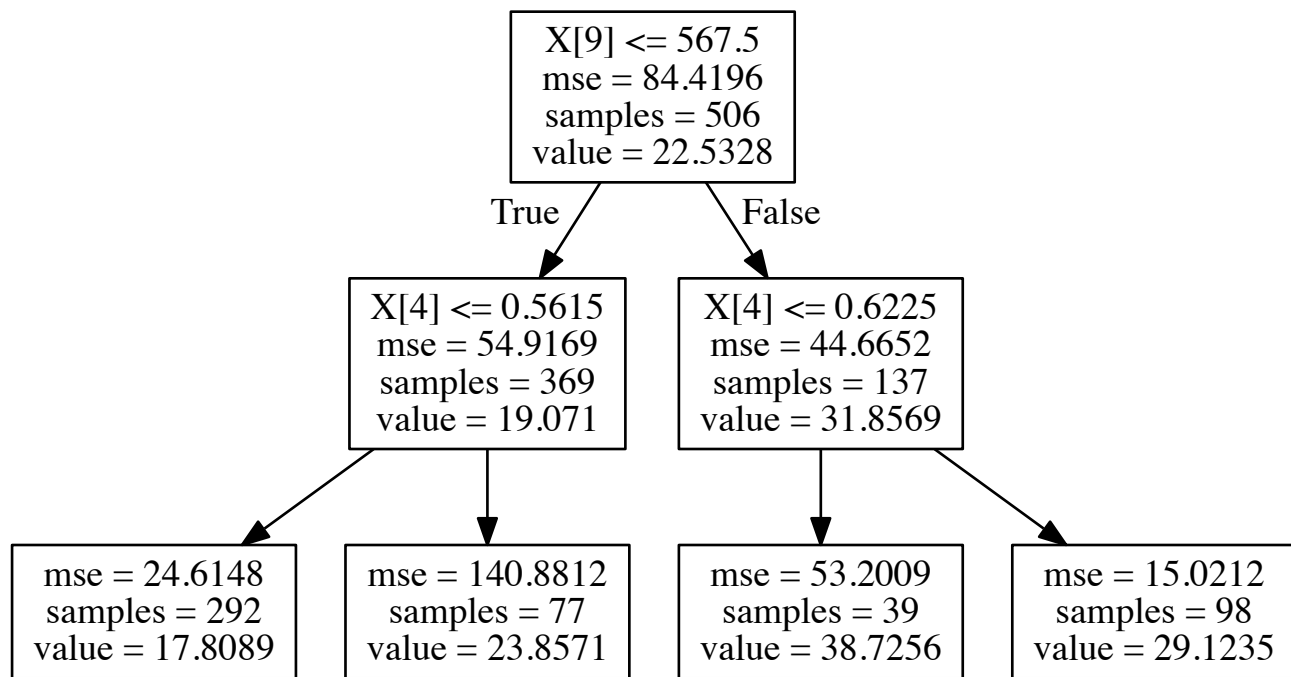 X[9] <= 567.5
mse = 84.4196
samples = 506
value = 22.5328
True
False
X[4] <= 0.5615
mse = 54.9169
samples = 369
value = 19.071
X[4] <= 0.6225
mse = 44.6652
samples = 137
value = 31.8569
mse = 24.6148
samples = 292
value = 17.8089
mse = 140.8812
samples = 77
value = 23.8571
mse = 53.2009
samples = 39
value = 38.7256
mse = 15.0212
samples = 98
value = 29.1235